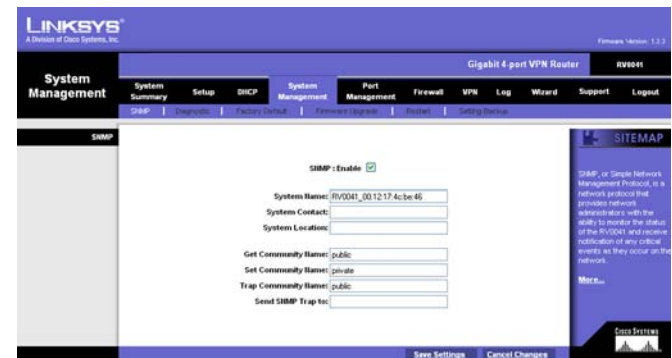 LINKSYS®
A Division of Cisco Systems, Inc.
Firmware Version: 1.2.3
Gigabit 4-port VPN Router
RV0041
System Management
System Summary
Setup
DHCP
System Management
Port Management
Firewall
VPN
Log
Wizard
Support
Logout
SNMP | Diagnostic | Factory Default | Firmware Upgrade | Restart | Setting Backup
SNMP
SNMP : Enable
System Name: RV0041_00:12:17:4c:be:46
System Contact:
System Location:
Get Community Name: public
Set Community Name: private
Trap Community Name: public
Send SNMP Trap to:
SITEMAP
SNMP, or Simple Network
Management Protocol, is a
network protocol that
provides network
administrators with the
ability to monitor the status
of the RV0041 and receive
notification of any critical
events as they occur on the
network.
More...
Save Settings
Cancel Changes
CISCO SYSTEMS